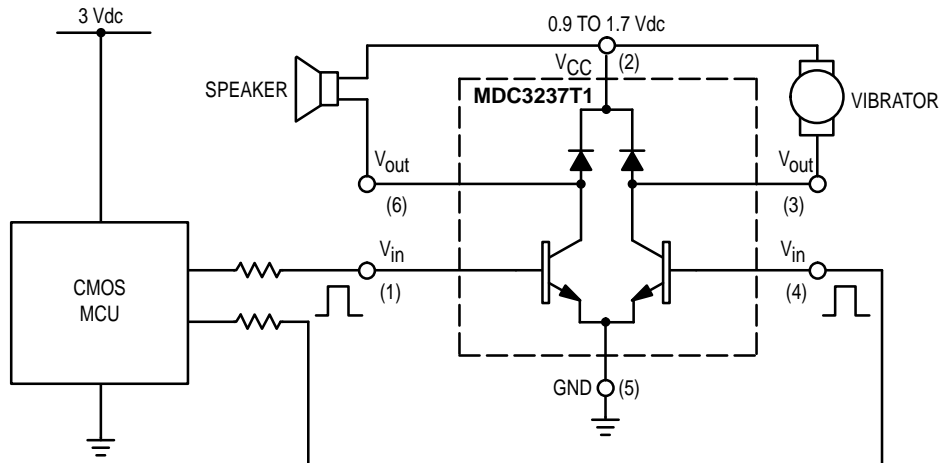 3 Vdc
0.9 TO 1.7 Vdc
VCC
(2)
SPEAKER
MDC3237T1
VIBRATOR
Vout
(6)
Vout
(3)
CMOS
MCU
Vin
(1)
Vin
(4)
GND
(5)